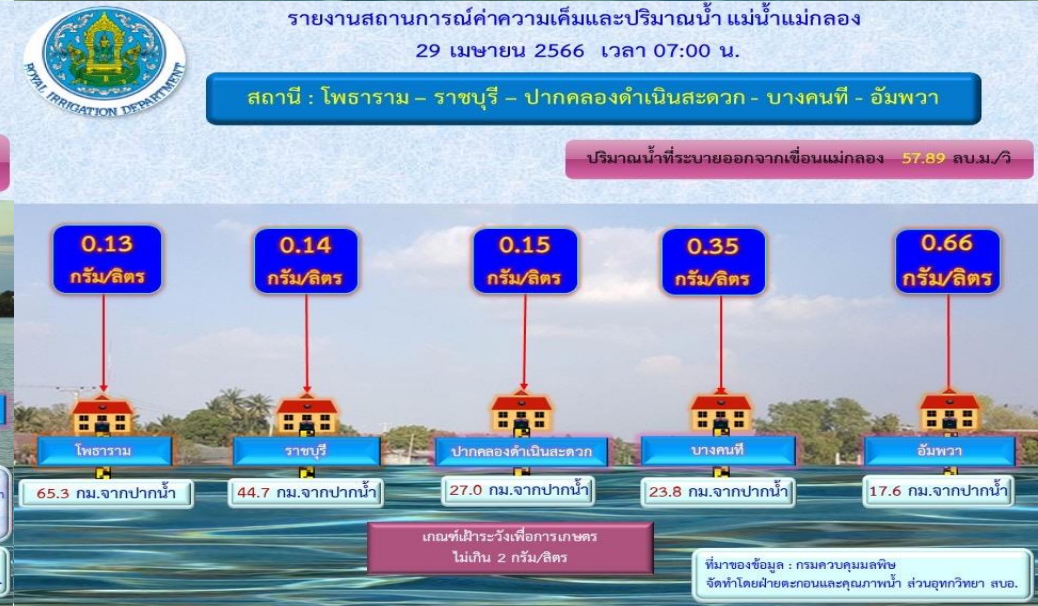 รายงานสถานการณ์ค่าความเค็มและปริมาณน้ำ แม่น้ำแม่กลอง
29 เมษายน 2566 เวลา 07:00 น.
ROYAL IRRIGATION DEPARTMENT
สถานี : โพธาราม – ราชบุรี – ปากคลองดำเนินสะดวก - บางคนที - อัมพวา
ปริมาณน้ำที่ระบายออกจากเขื่อนแม่กลอง 57.89 ลบ.ม./วิ
0.13 0.14 0.15 0.35 0.66
กรัม/ลิตร กรัม/ลิตร กรัม/ลิตร กรัม/ลิตร กรัม/ลิตร
โพธาราม ราชบุรี ปากคลองดำเนินสะดวก บางคนที อัมพวา
65.3 กม.จากปากน้ำ 44.7 กม.จากปากน้ำ 27.0 กม.จากปากน้ำ 23.8 กม.จากปากน้ำ 17.6 กม.จากปากน้ำ
เกณฑ์เฝ้าระวังเพื่อการเกษตร
ไม่เกิน 2 กรัม/ลิตร
ที่มาของข้อมูล : กรมควบคุมมลพิษ
จัดทำโดยฝ่ายตะกอนและคุณภาพน้ำ ส่วนอุทกวิทยา สบอ.